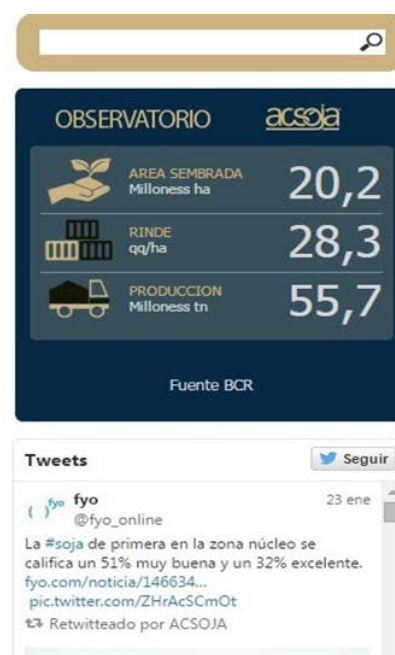 OBSERVATORIO acsoja
AREA SEMBRADA
Milloness ha
20,2
RINDE
qq/ha
28,3
PRODUCCION
Milloness tn
55,7
Fuente BCR
Tweets
Seguir
fyo fyo
23 ene
@fyo_online
La #soja de primera en la zona núcleo se
califica un 51% muy buena y un 32% excelente.
fyo.com/noticia/146634...
pic.twitter.com/ZHrAcSCmOt
Retwitteado por ACSOJA